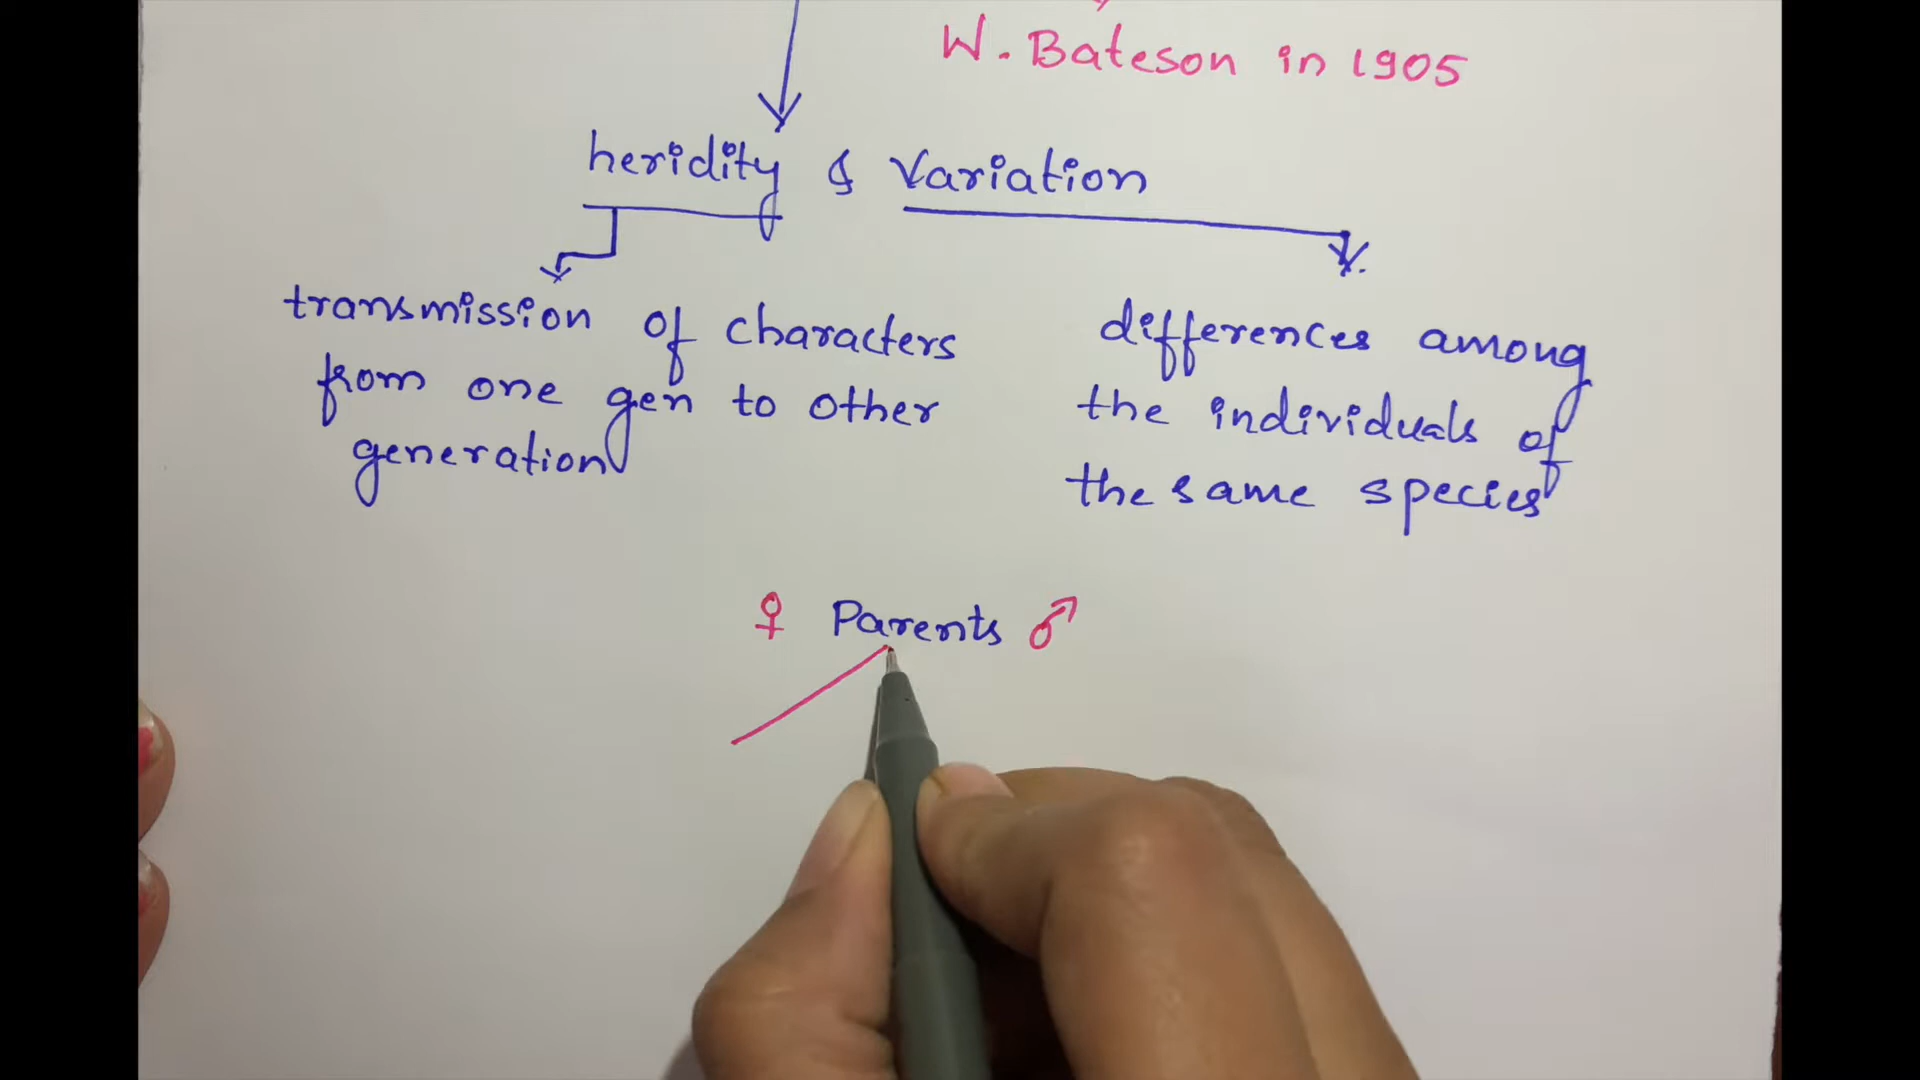 W. Bateson in 1905
heridity & Variation
transmission of characters
from one gen to other
generation
differences among
the individuals of
the same species
♀ Parents ♂